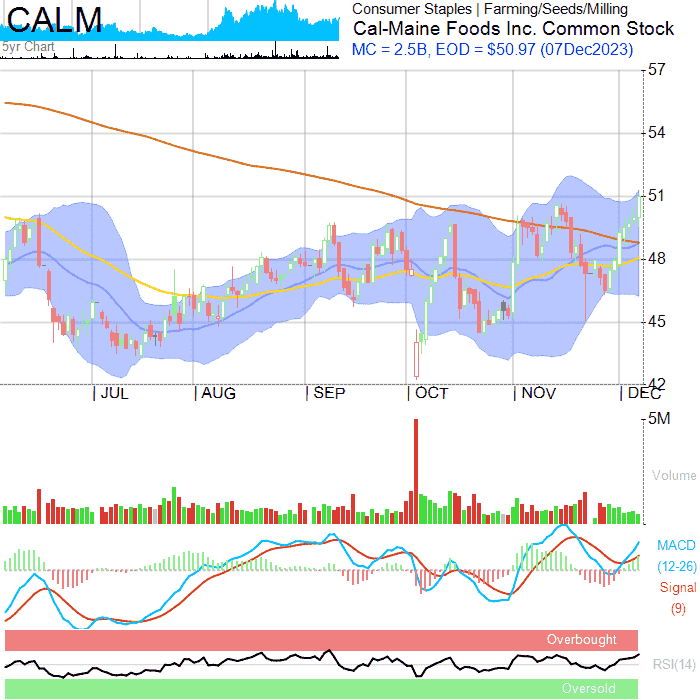 CALM
5yr Chart
Consumer Staples | Farming/Seeds/Milling
Cal-Maine Foods Inc. Common Stock
MC = 2.5B, EOD = $50.97 (07Dec2023)
57
54
51
48
45
42
JUL
AUG
SEP
OCT
NOV
DEC
5M
Volume
MACD
(12-26)
Signal
(9)
Overbought
RSI(14)
Oversold